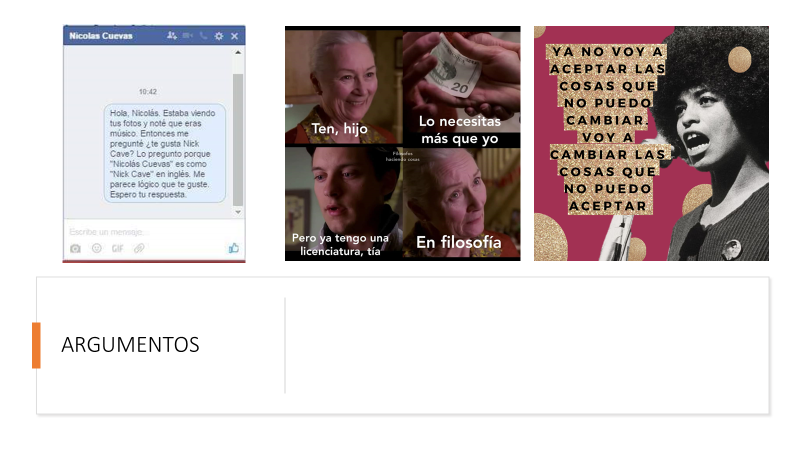 Nicolas Cuevas
10:42
Hola, Nicolás. Estaba viendo
tus fotos y noté que eras
músico. Entonces me
pregunté ¿te gusta Nick
Cave? Lo pregunto porque
"Nicolás Cuevas" es como
"Nick Cave" en inglés. Me
parece lógico que te guste.
Espero tu respuesta.
Escribe un mensaje...
GIF
Ten, hijo
20
Lo necesitas
más que yo
Filósofos
haciendo cosas
Pero ya tengo una
licenciatura, tía
En filosofía
YA NO VOY A
ACEPTAR LAS
COSAS QUE
NO PUEDO
CAMBIAR.
VOY A
CAMBIAR LAS
COSAS QUE
NO PUEDO
ACEPTAR
ARGUMENTOS